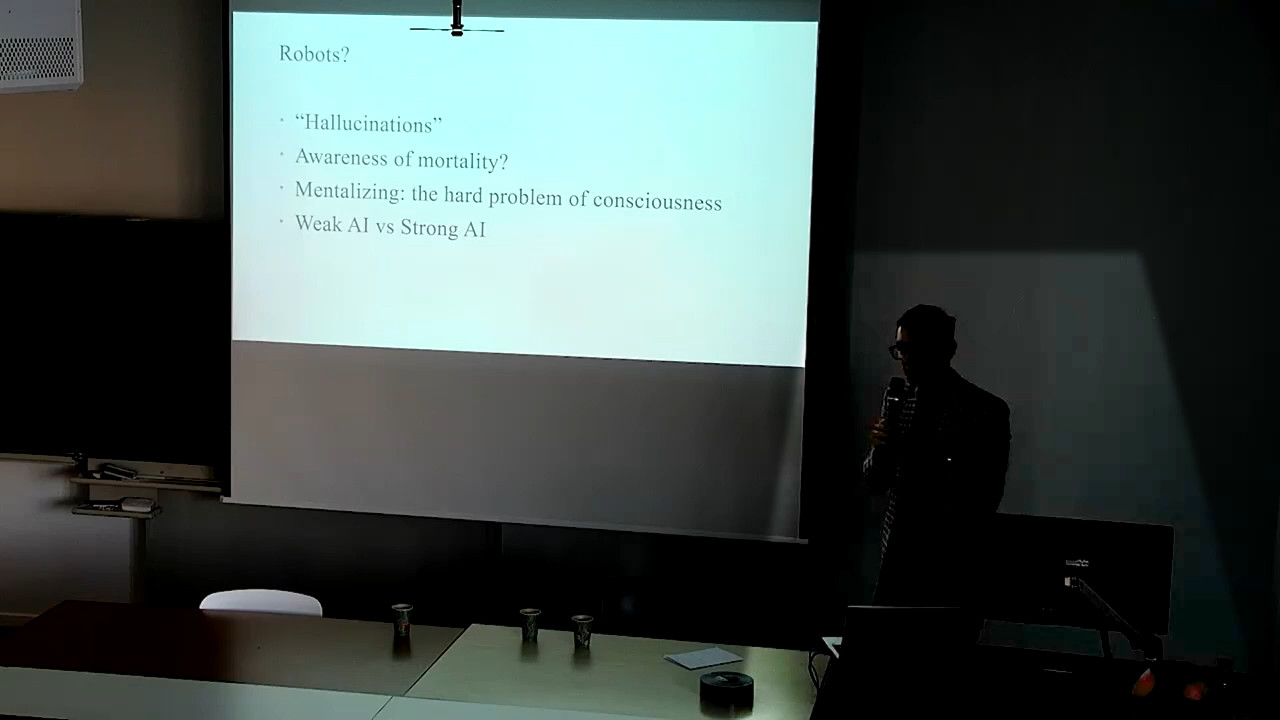 Robots?
“Hallucinations”
Awareness of mortality?
Mentalizing: the hard problem of consciousness
Weak AI vs Strong AI